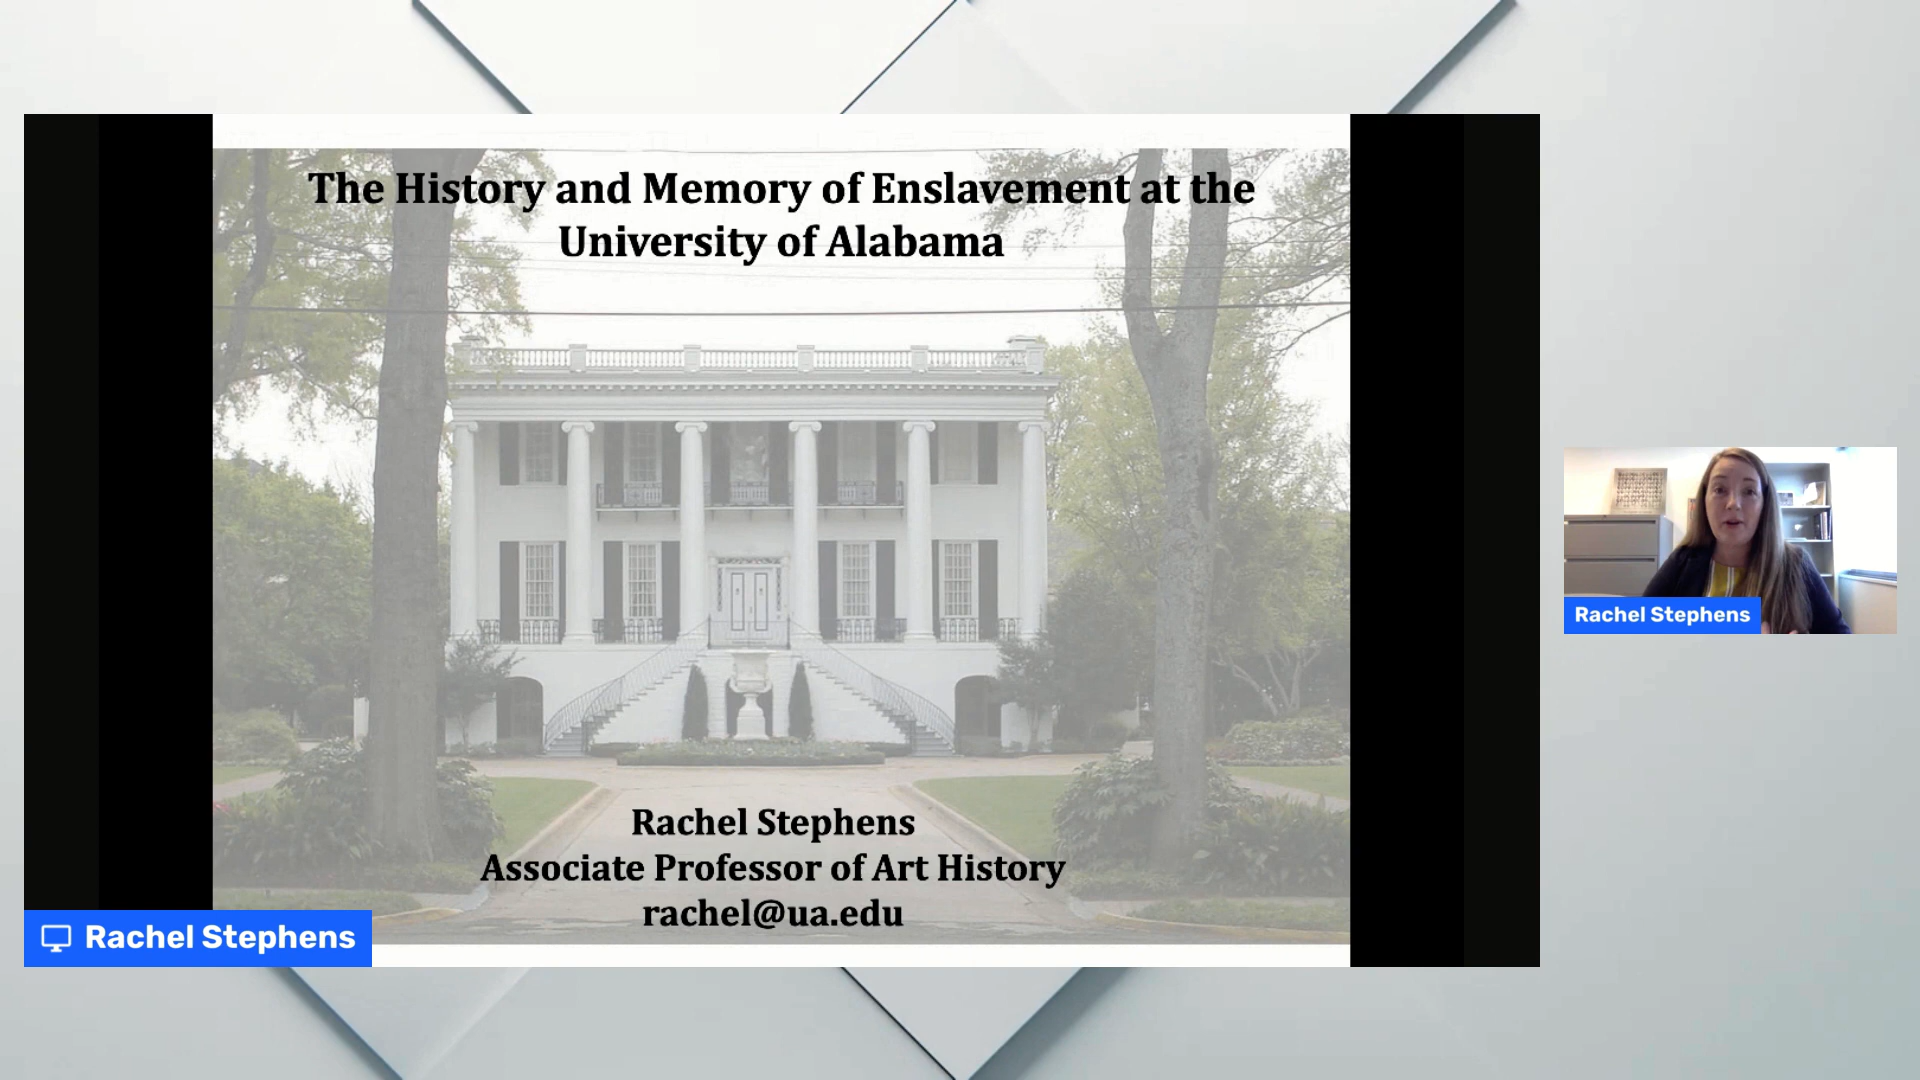 The History and Memory of Enslavement at the
University of Alabama
Rachel Stephens
Associate Professor of Art History
rachel@ua.edu
Rachel Stephens
Rachel Stephens